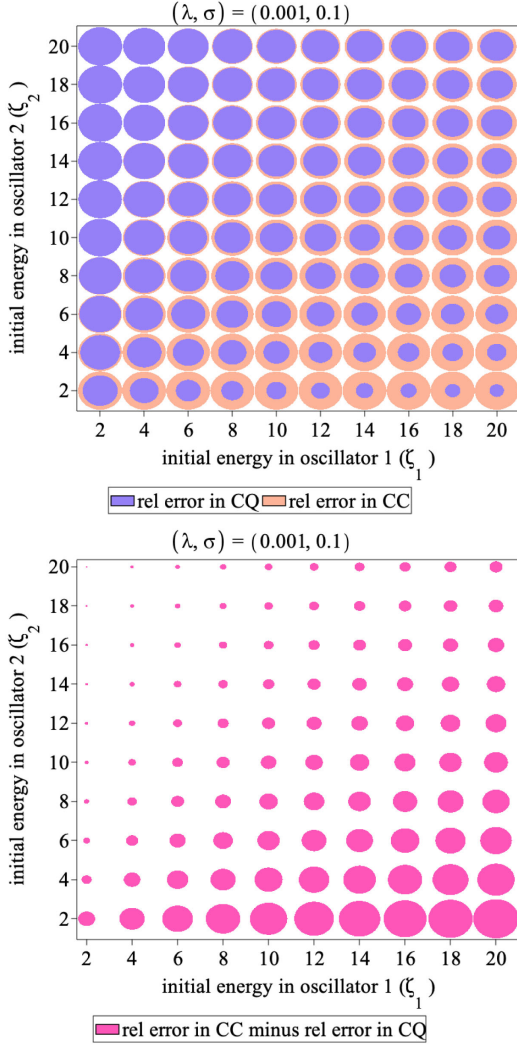 (λ, σ) = (0.001, 0.1)
initial energy in oscillator 2 (ζ₂)
20
18
16
14
12
10
8
6
4
2
2 4 6 8 10 12 14 16 18 20
initial energy in oscillator 1 (ζ₁)
rel error in CQ rel error in CC
(λ, σ) = (0.001, 0.1)
initial energy in oscillator 2 (ζ₂)
20
18
16
14
12
10
8
6
4
2
2 4 6 8 10 12 14 16 18 20
initial energy in oscillator 1 (ζ₁)
rel error in CC minus rel error in CQ